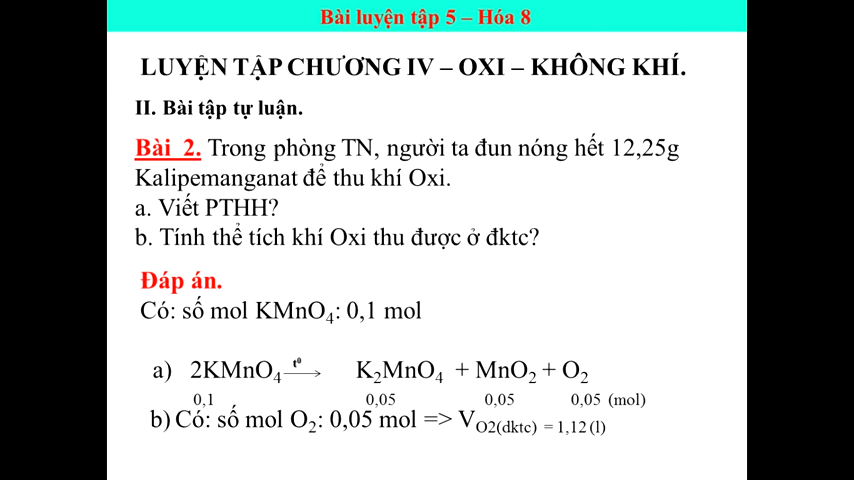 Bài luyện tập 5 – Hóa 8
LUYỆN TẬP CHƯƠNG IV – OXI – KHÔNG KHÍ.
II. Bài tập tự luận.
Bài 2. Trong phòng TN, người ta đun nóng hết 12,25g
Kalipemanganat để thu khí Oxi.
a. Viết PTHH?
b. Tính thể tích khí Oxi thu được ở đktc?
Đáp án.
Có: số mol KMnO₄: 0,1 mol
a) 2KMnO₄ t⁰→ K₂MnO₄ + MnO₂ + O₂
0,1 0,05 0,05 0,05 (mol)
b) Có: số mol O₂: 0,05 mol => V O2(dktc) = 1,12 (l)